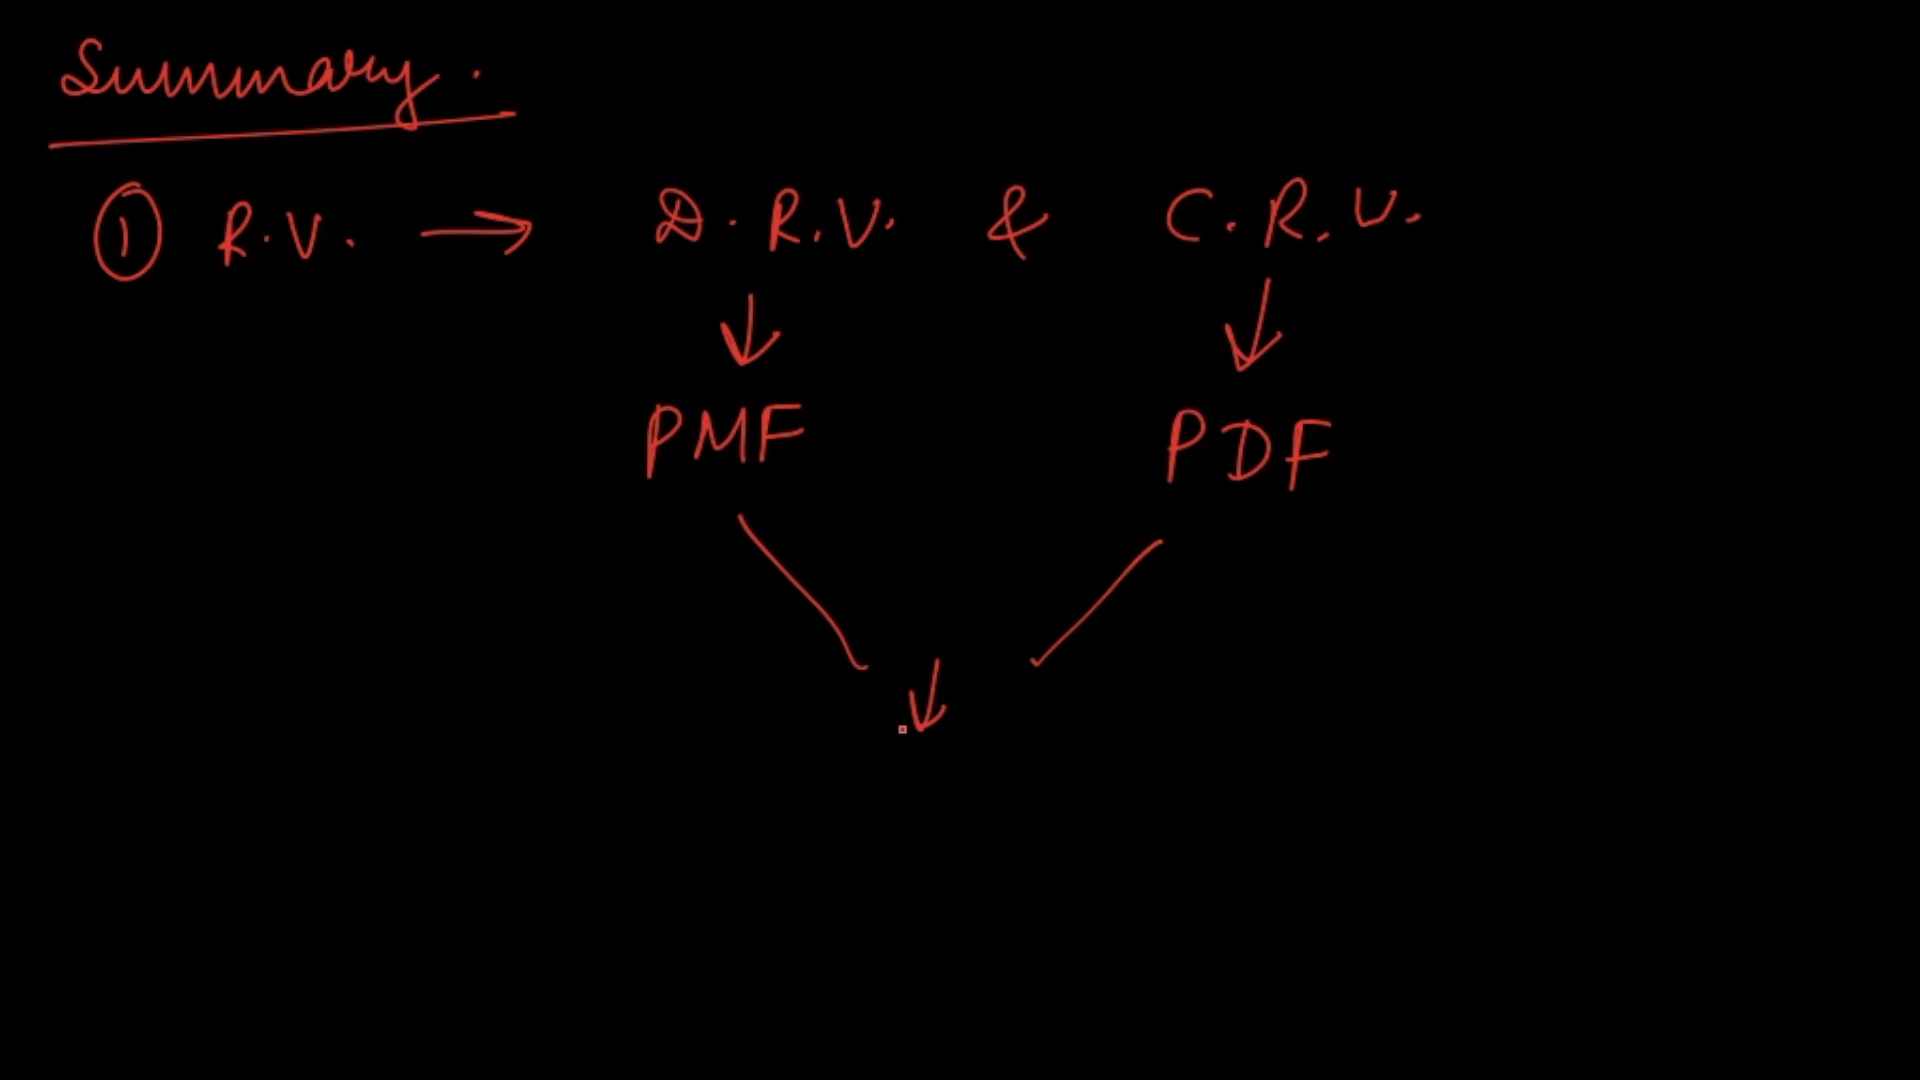 Summary.
① R.V. → D.R.V. & C.R.V.
↓ ↓
PMF PDF
↓